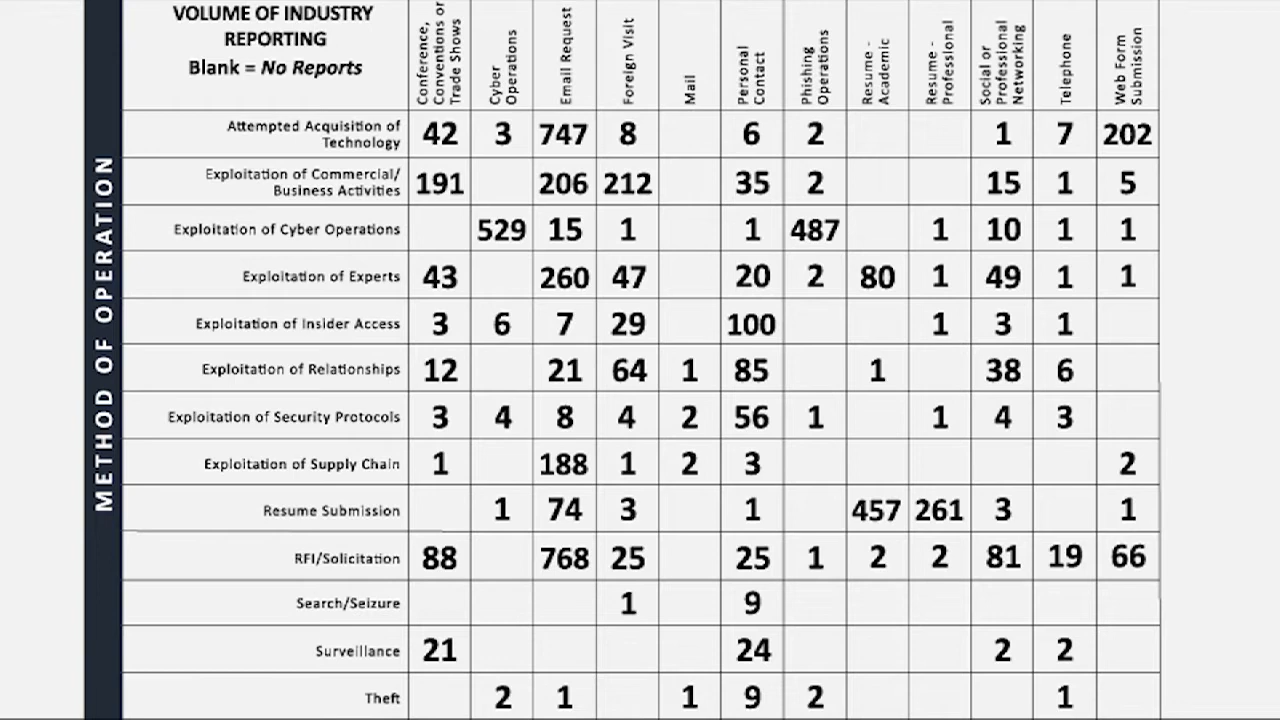 VOLUME OF INDUSTRY
REPORTING
Blank = No Reports
Conference,
Conventions or
Trade Shows
Cyber
Operations
Email Request
Foreign Visit
Mail
Personal
Contact
Phishing
Operations
Resume -
Academic
Resume -
Professional
Social or
Professional
Networking
Telephone
Web Form
Submission
METHOD OF OPERATION
Attempted Acquisition of
Technology
42 3 747 8 6 2 1 7 202
Exploitation of Commercial/
Business Activities
191 206 212 35 2 15 1 5
Exploitation of Cyber Operations 529 15 1 1 487 1 10 1 1
Exploitation of Experts 43 260 47 20 2 80 1 49 1 1
Exploitation of Insider Access 3 6 7 29 100 1 3 1
Exploitation of Relationships 12 21 64 1 85 1 38 6
Exploitation of Security Protocols 3 4 8 4 2 56 1 1 4 3
Exploitation of Supply Chain 1 188 1 2 3 2
Resume Submission 1 74 3 1 457 261 3 1
RFI/Solicitation 88 768 25 25 1 2 2 81 19 66
Search/Seizure 1 9
Surveillance 21 24 2 2
Theft 2 1 1 9 2 1